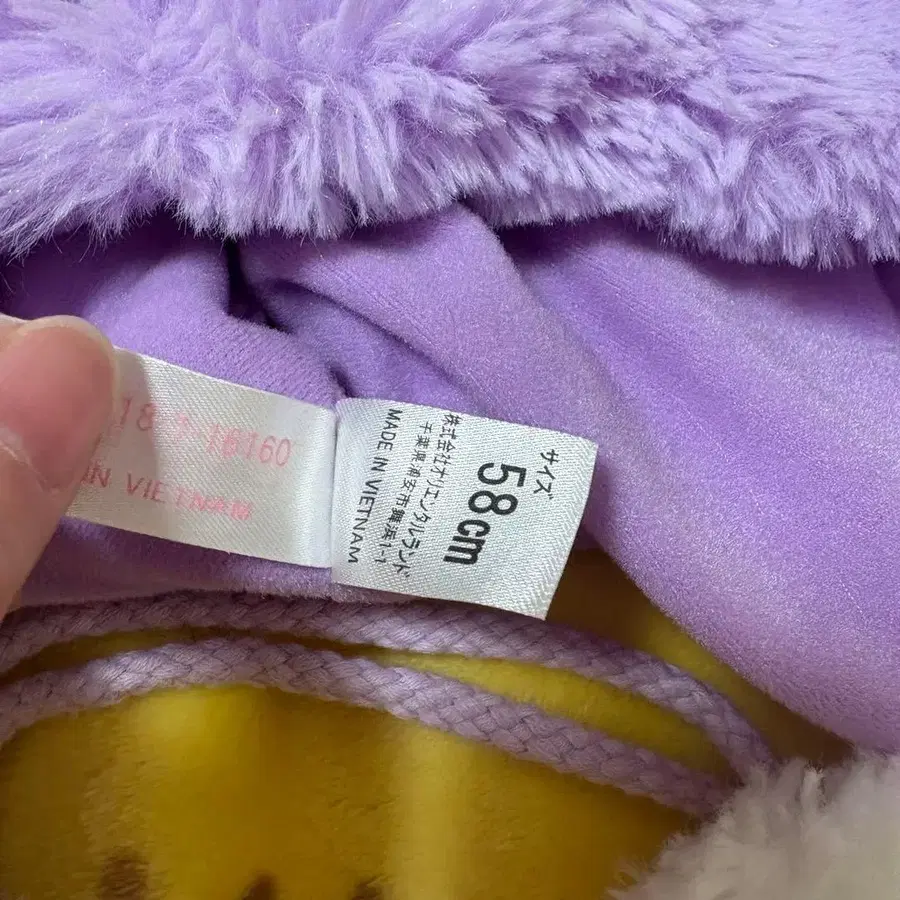 サイズ
58cm
株式会社オリエンタルランド
千葉県浦安市舞浜1-1
MADE IN VIETNAM
16160
IN VIETNAM